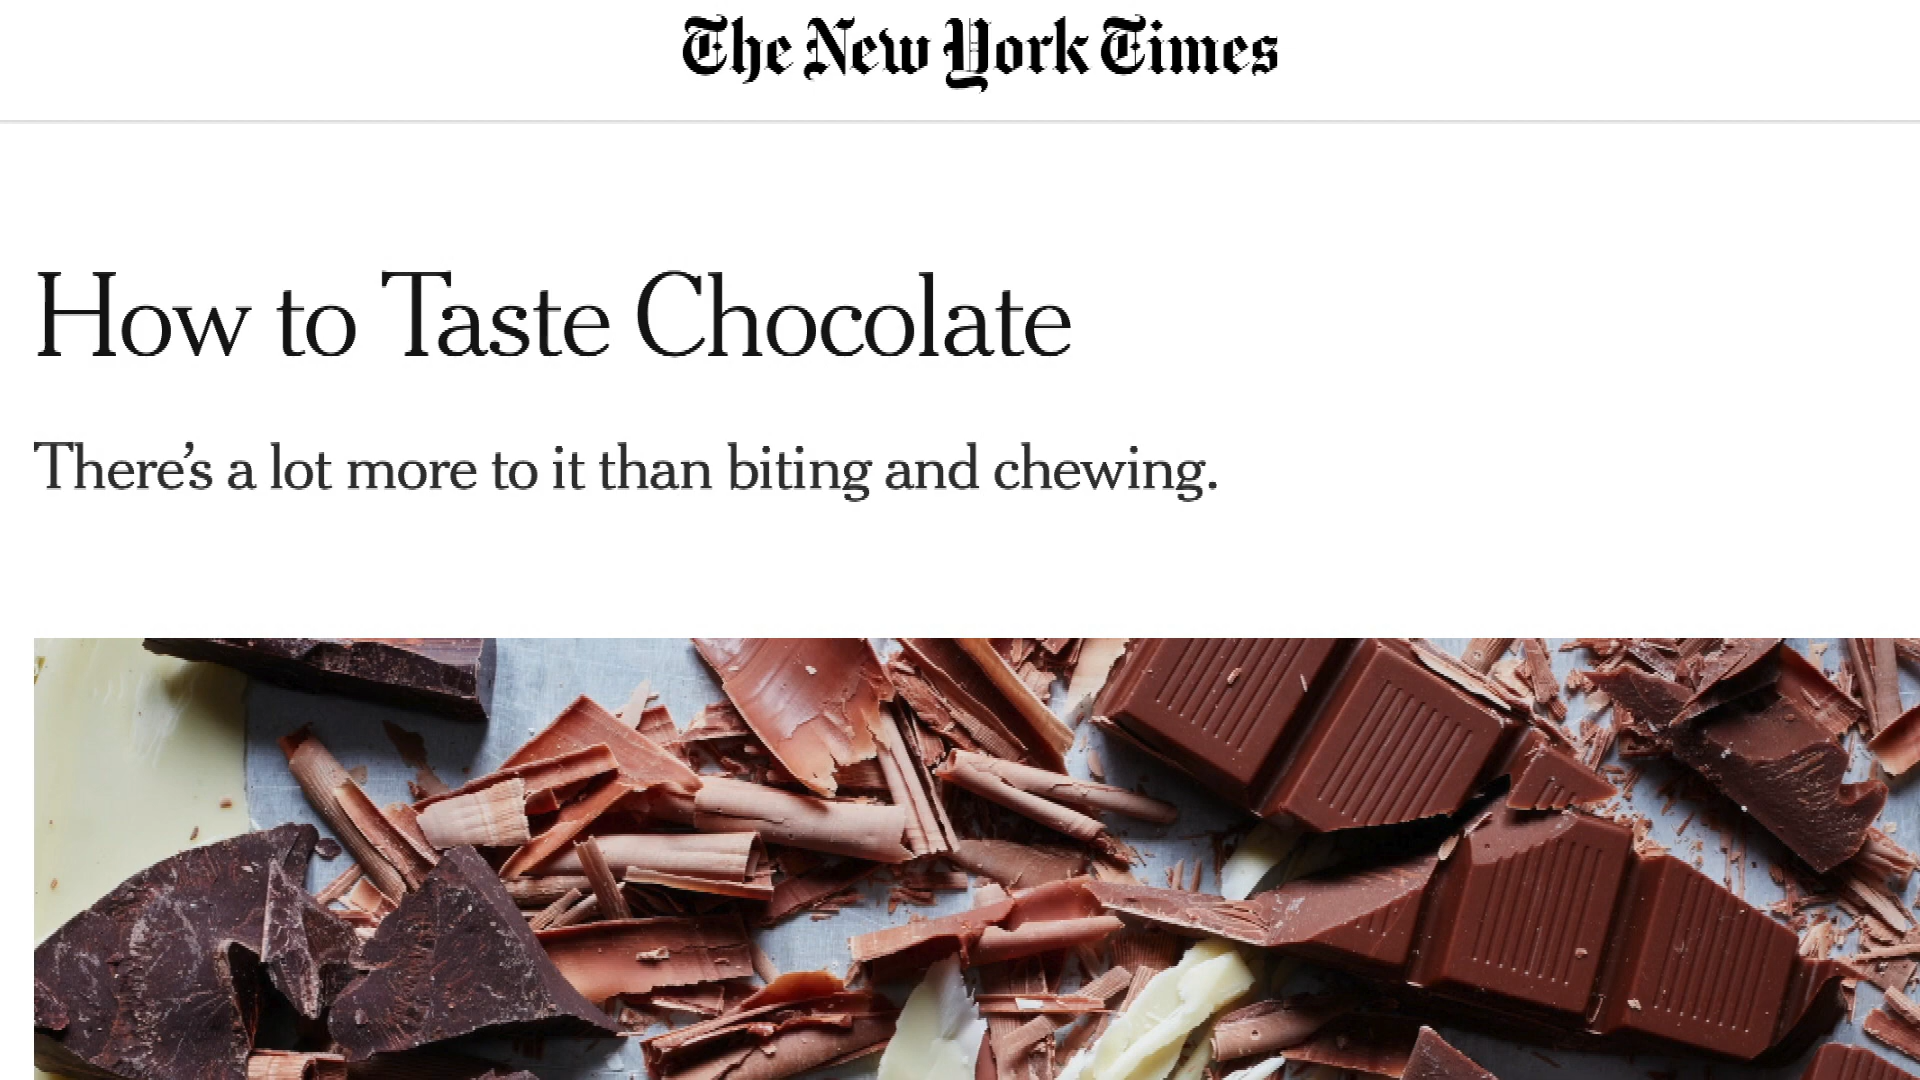 The New York Times
How to Taste Chocolate
There’s a lot more to it than biting and chewing.